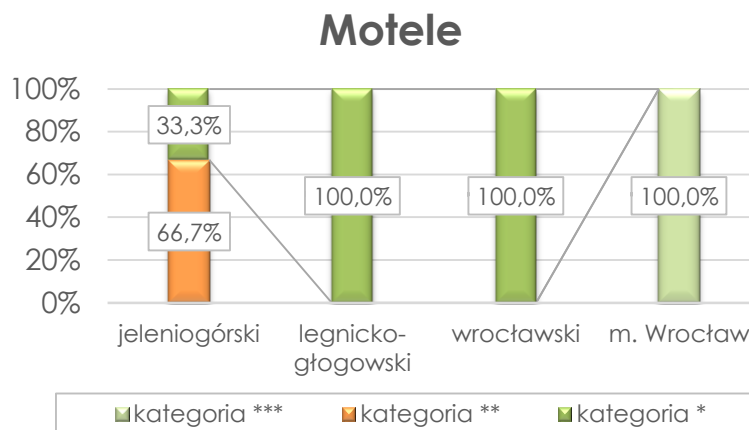 Motele
100%
80%
60%
40%
20%
0%
33,3%
66,7%
100,0%
100,0%
100,0%
jeleniogórski
legnicko-
głogowski
wrocławski
m. Wrocław
kategoria ***
kategoria **
kategoria *